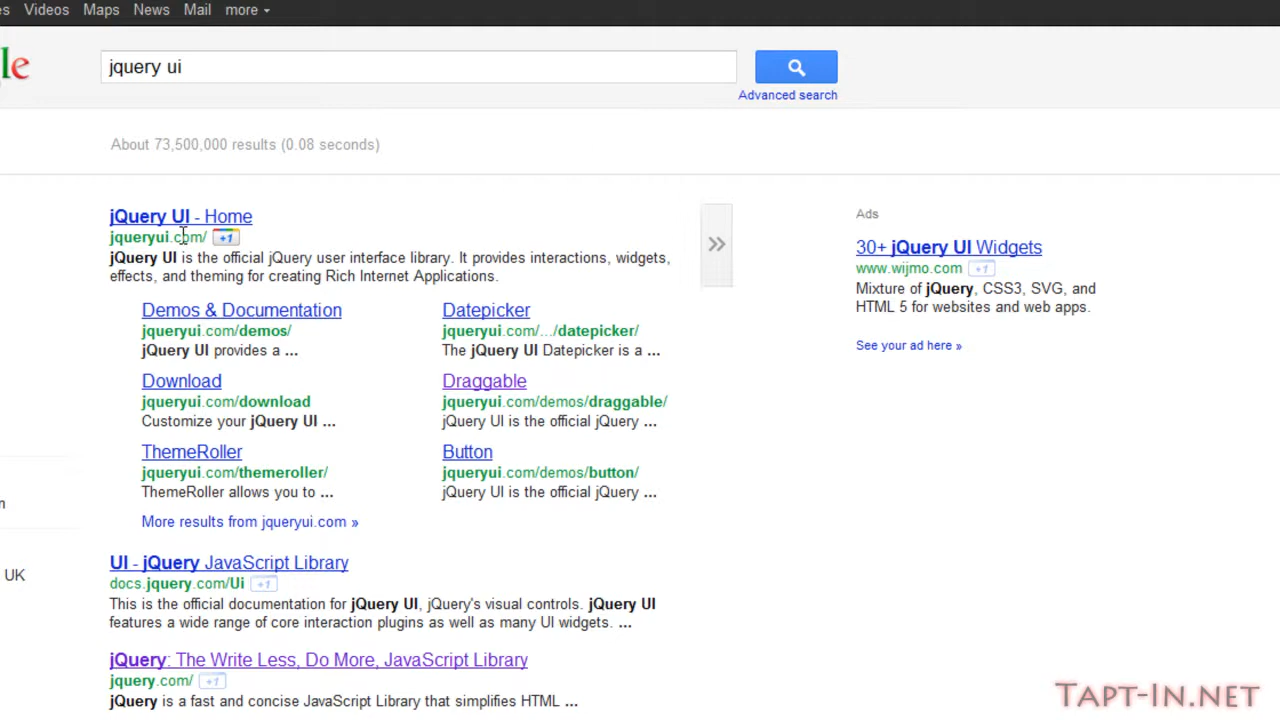 es Videos Maps News Mail more
le
jquery ui
Advanced search
About 73,500,000 results (0.08 seconds)
jQuery UI - Home
jqueryui.com/ +1
jQuery UI is the official jQuery user interface library. It provides interactions, widgets,
effects, and theming for creating Rich Internet Applications.
Demos & Documentation
jqueryui.com/demos/
jQuery UI provides a ...
Datepicker
jqueryui.com/.../datepicker/
The jQuery UI Datepicker is a ...
Download
jqueryui.com/download
Customize your jQuery UI ...
Draggable
jqueryui.com/demos/draggable/
jQuery UI is the official jQuery ...
ThemeRoller
jqueryui.com/themeroller/
ThemeRoller allows you to ...
Button
jqueryui.com/demos/button/
jQuery UI is the official jQuery ...
More results from jqueryui.com »
UI - jQuery JavaScript Library
docs.jquery.com/Ui +1
This is the official documentation for jQuery UI, jQuery's visual controls. jQuery UI
features a wide range of core interaction plugins as well as many UI widgets. ...
jQuery: The Write Less, Do More, JavaScript Library
jquery.com/ +1
jQuery is a fast and concise JavaScript Library that simplifies HTML ...
Ads
30+ jQuery UI Widgets
www.wijmo.com +1
Mixture of jQuery, CSS3, SVG, and
HTML 5 for websites and web apps.
See your ad here »
m
UK
Tapt-In.net